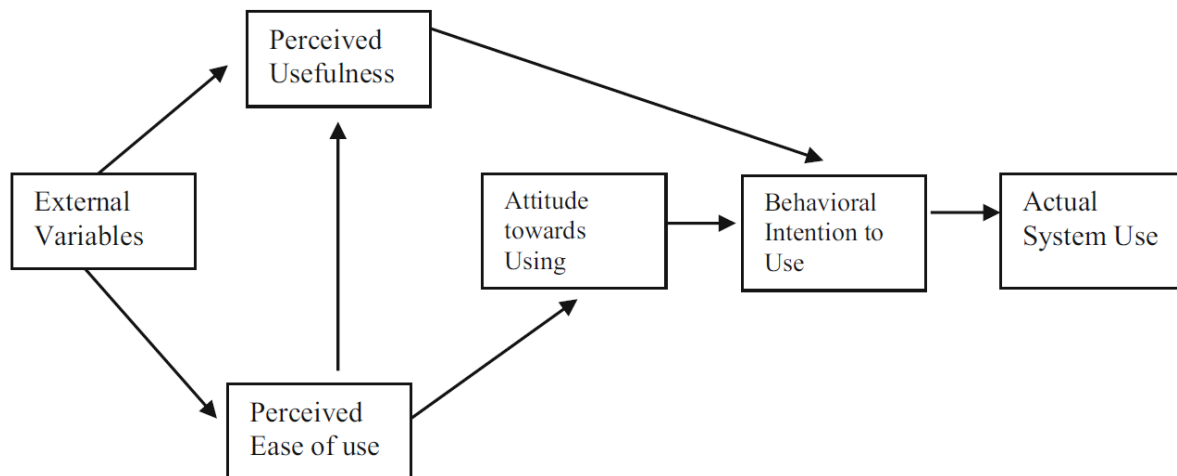 Perceived
Usefulness
External
Variables
Attitude
towards
Using
Behavioral
Intention to
Use
Actual
System Use
Perceived
Ease of use